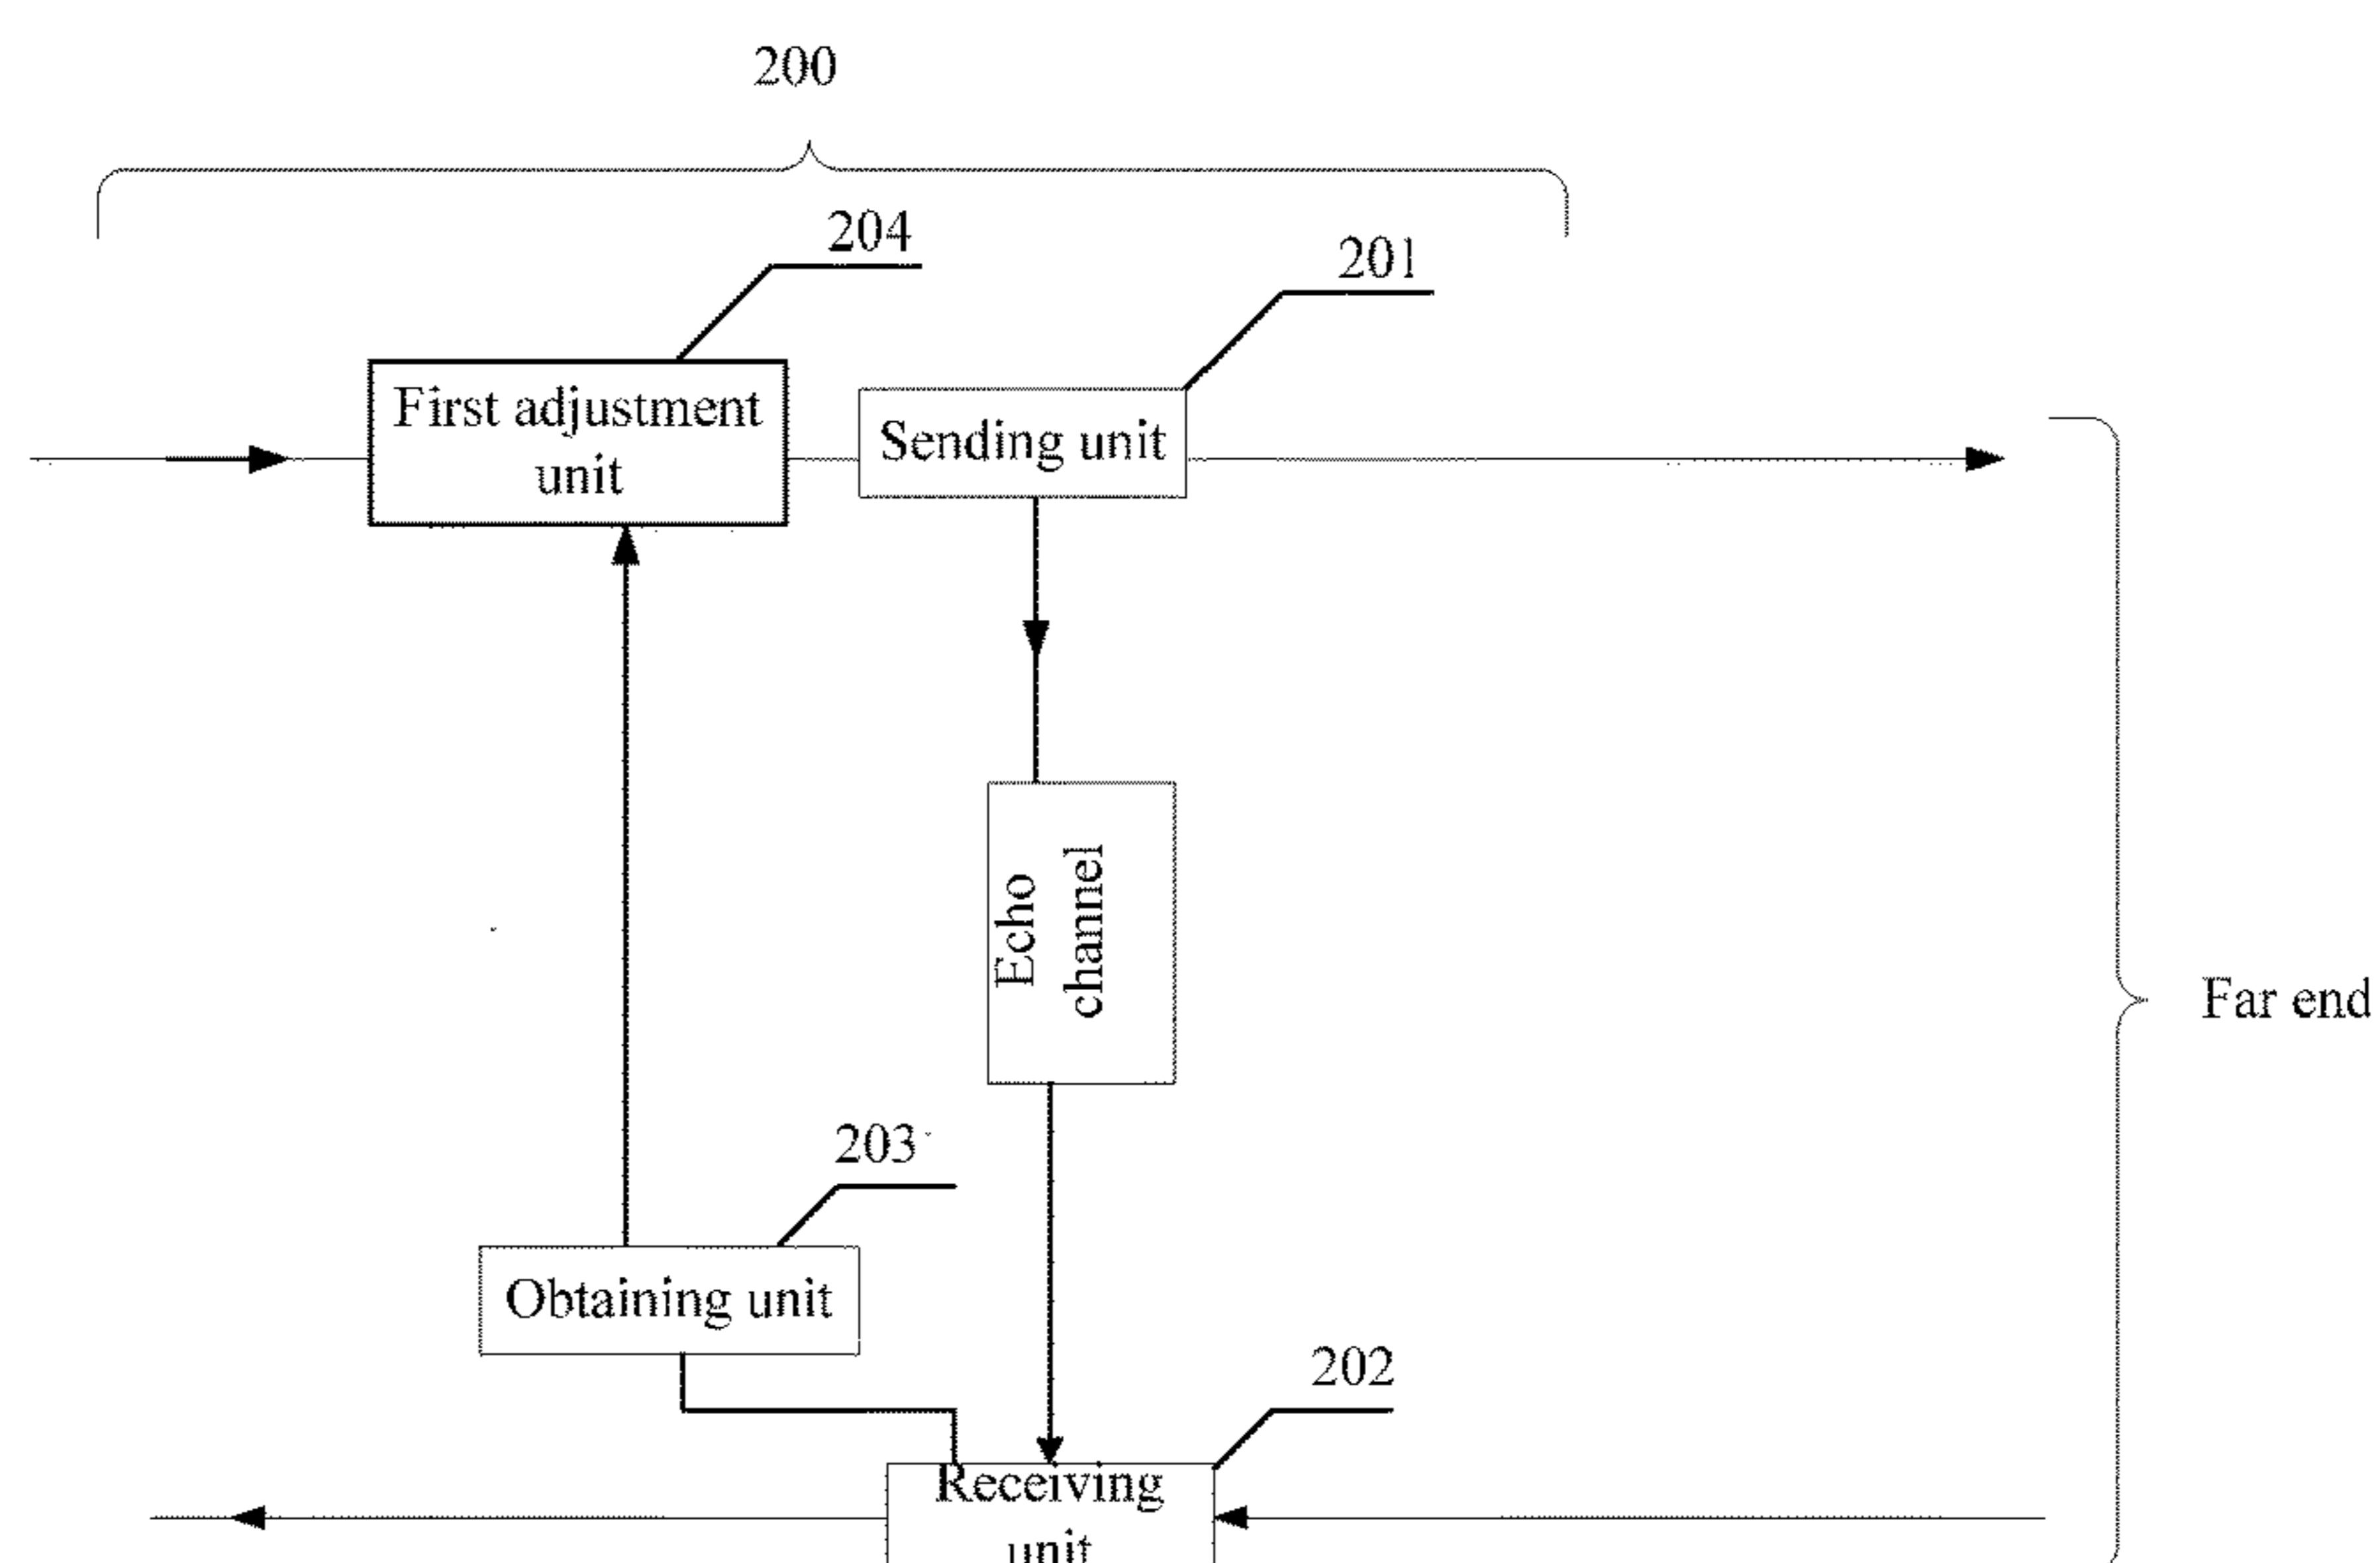 200
204
201
First adjustment
unit
Sending unit
Echo
channel
Far end
203
Obtaining unit
202
Receiving
unit